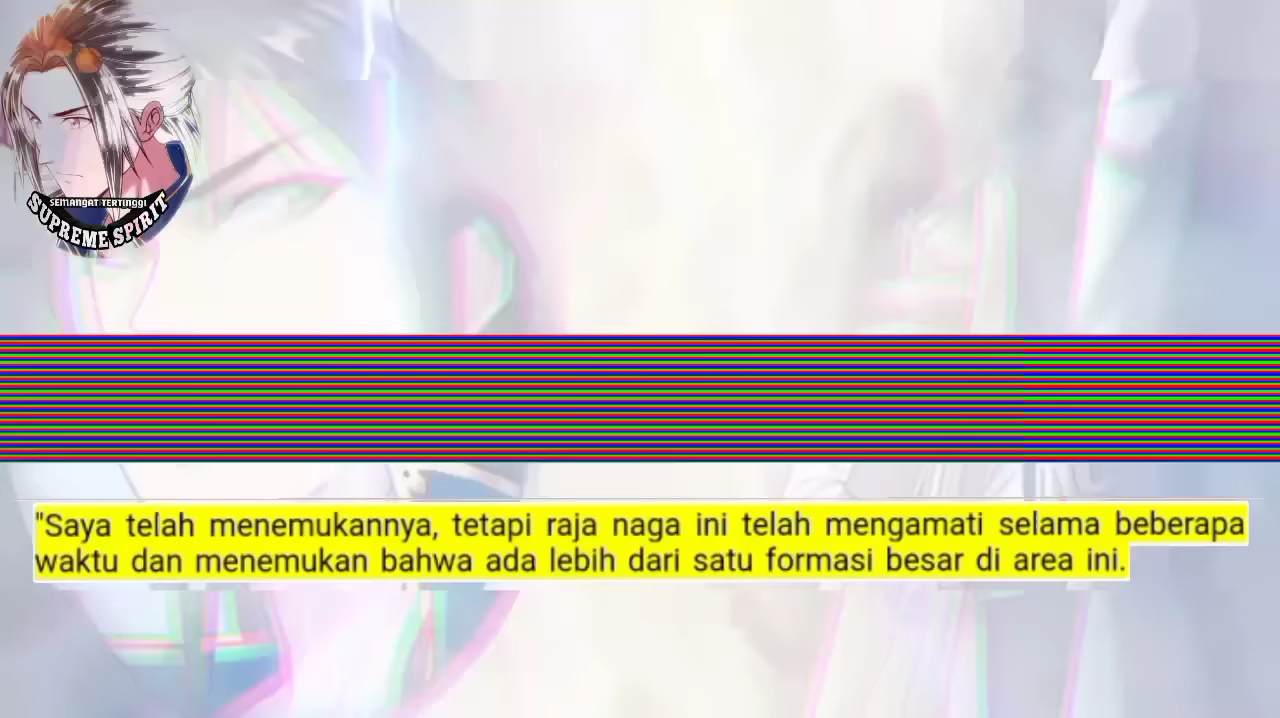 SEMANGAT TERTINGGI
SUPREME SPIRIT
"Saya telah menemukannya, tetapi raja naga ini telah mengamati selama beberapa
waktu dan menemukan bahwa ada lebih dari satu formasi besar di area ini.